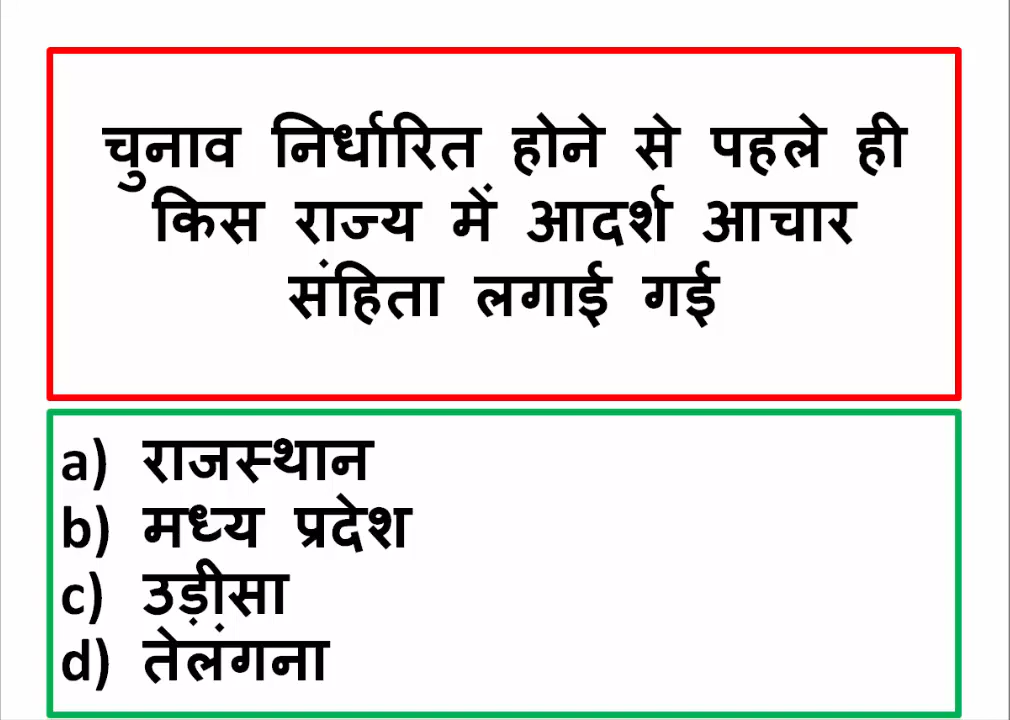 चुनाव निर्धारित होने से पहले ही
किस राज्य में आदर्श आचार
संहिता लगाई गई
a) राजस्थान
b) मध्य प्रदेश
c) उड़ीसा
d) तेलंगना